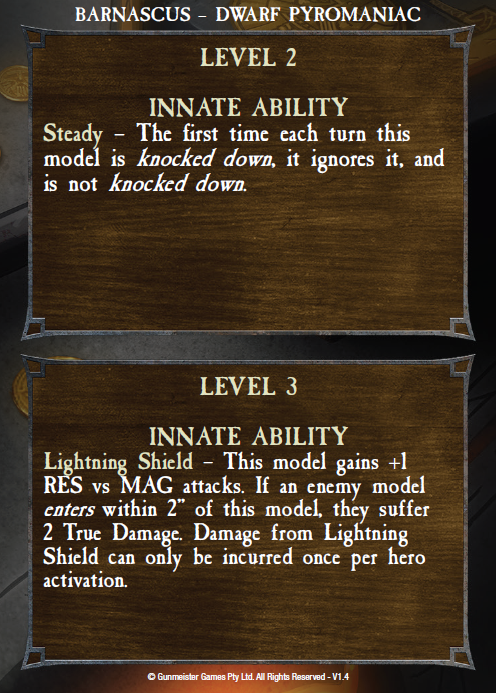 BARNASCUS – DWARF PYROMANIAC
LEVEL 2
INNATE ABILITY
Steady – The first time each turn this
model is knocked down, it ignores it, and
is not knocked down.
LEVEL 3
INNATE ABILITY
Lightning Shield – This model gains +1
RES vs MAG attacks. If an enemy model
enters within 2” of this model, they suffer
2 True Damage. Damage from Lightning
Shield can only be incurred once per hero
activation.
© Gunmeister Games Pty Ltd. All Rights Reserved - V1.4